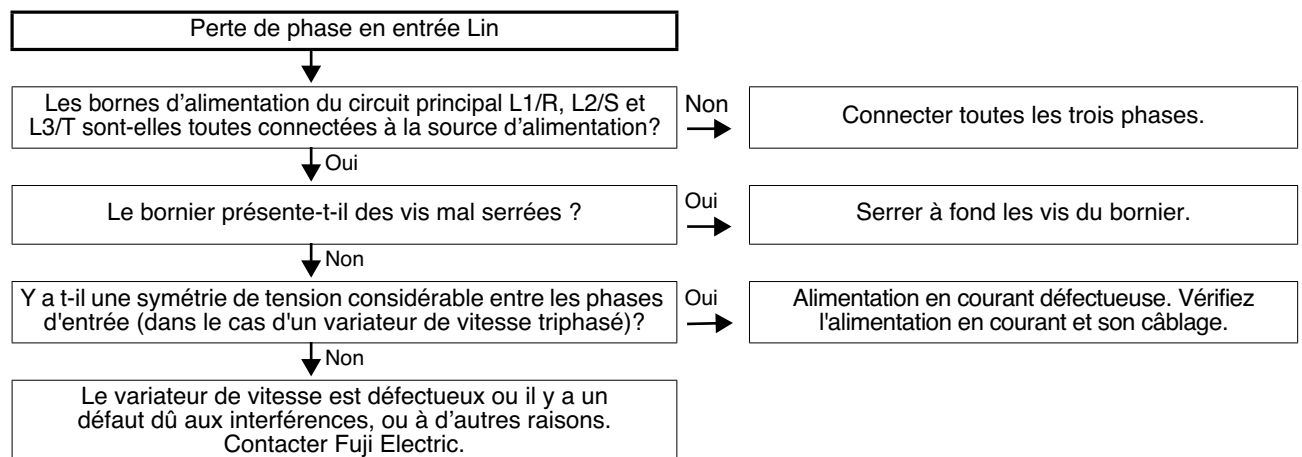 Perte de phase en entrée Lin
Les bornes d’alimentation du circuit principal L1/R, L2/S et
L3/T sont-elles toutes connectées à la source d’alimentation?
Non
Connecter toutes les trois phases.
Oui
Le bornier présente-t-il des vis mal serrées ?
Oui
Serrer à fond les vis du bornier.
Non
Y a t-il une symétrie de tension considérable entre les phases
d'entrée (dans le cas d'un variateur de vitesse triphasé)?
Oui
Alimentation en courant défectueuse. Vérifiez
l'alimentation en courant et son câblage.
Non
Le variateur de vitesse est défectueux ou il y a un
défaut dû aux interférences, ou à d’autres raisons.
Contacter Fuji Electric.